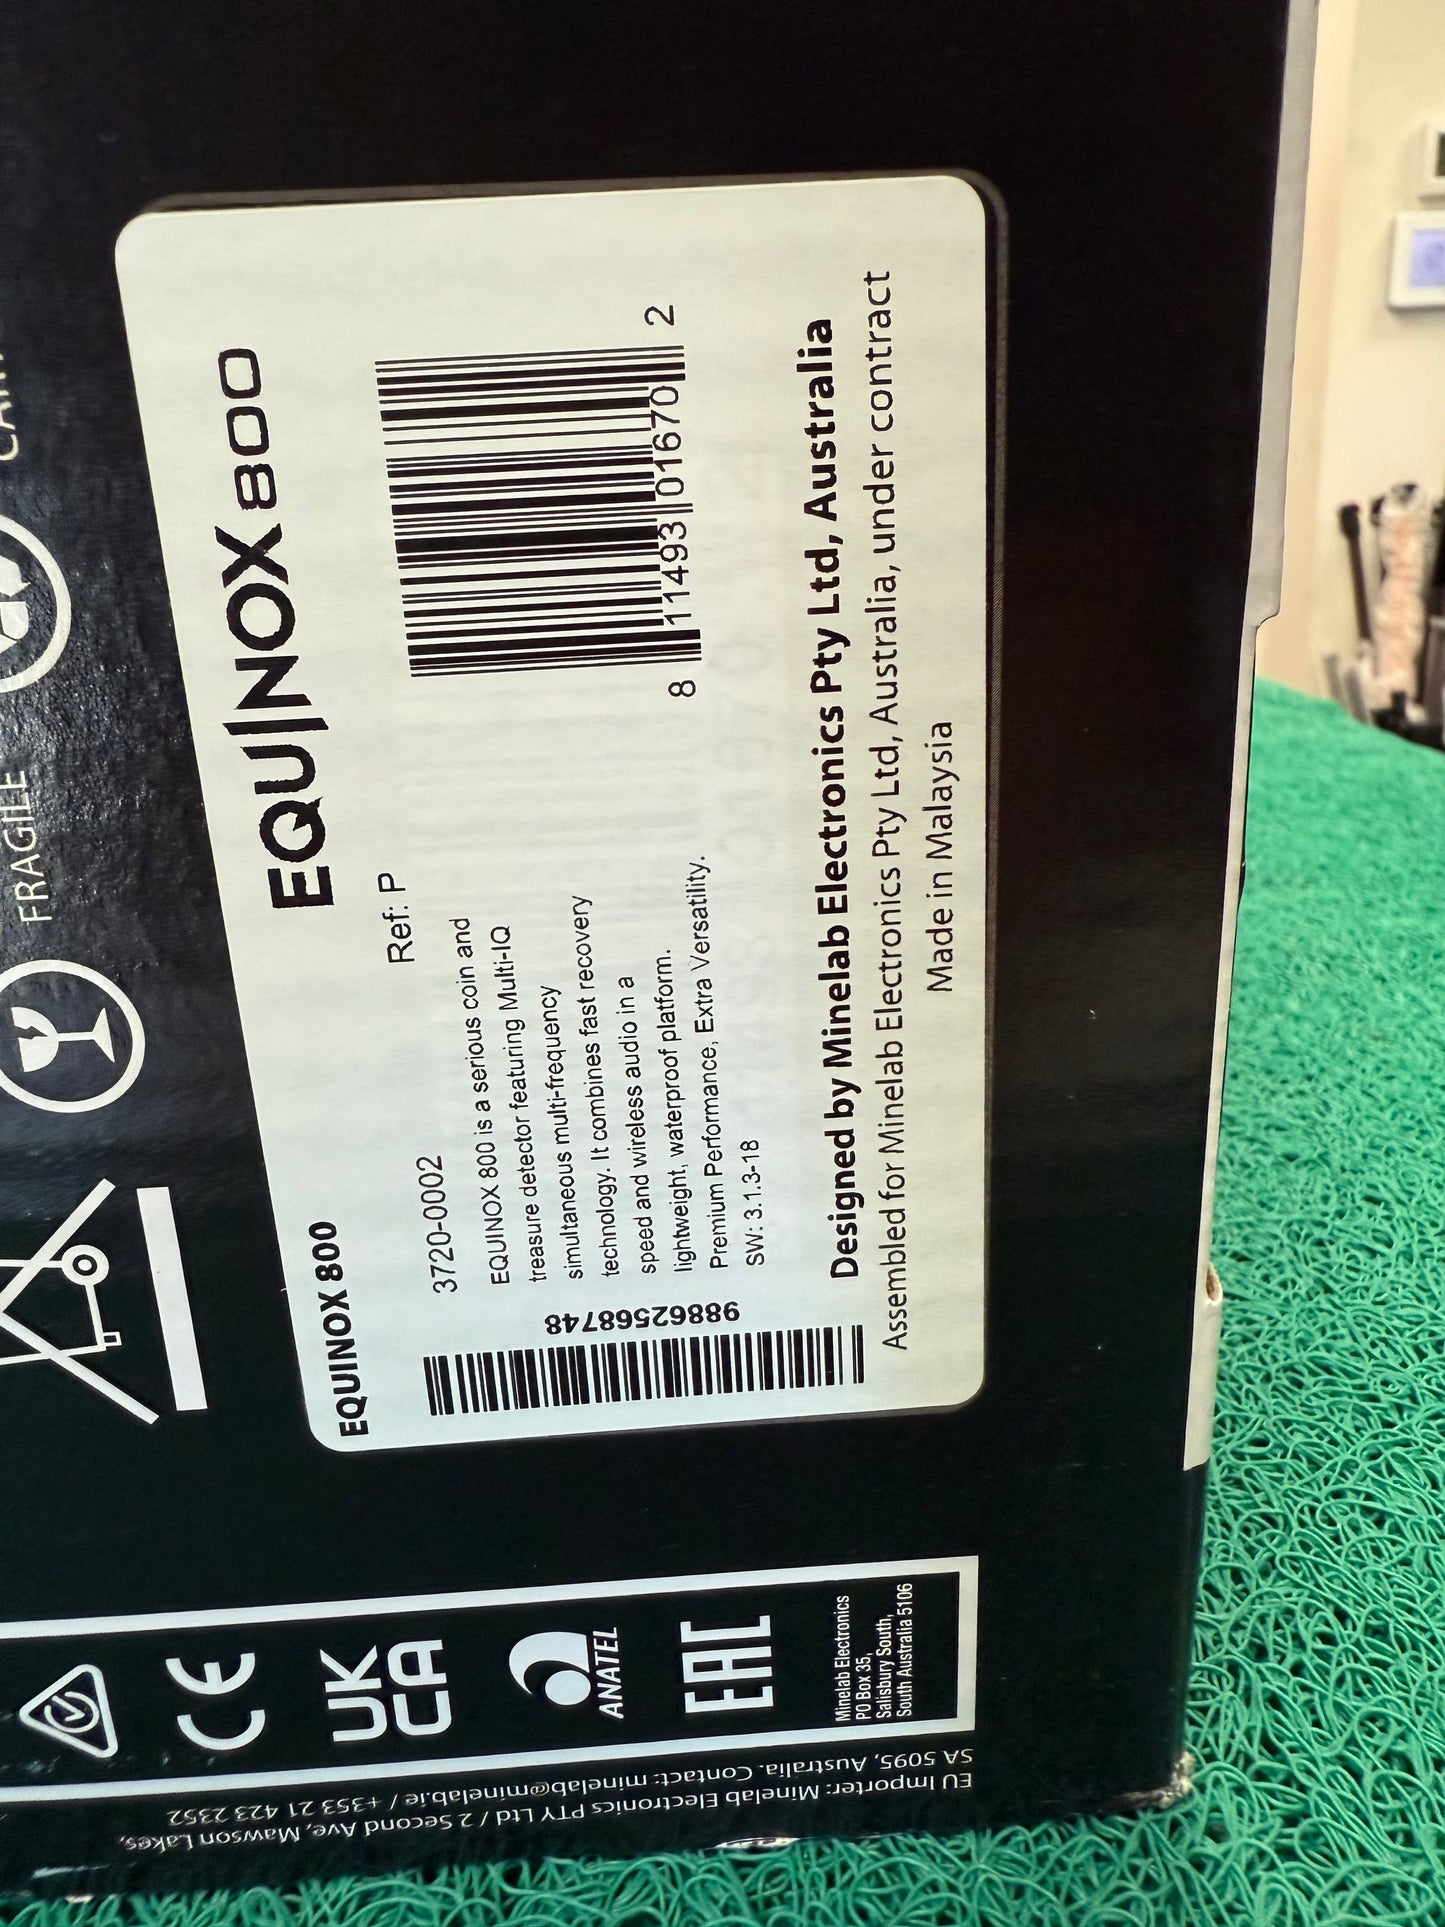 FRAGILE
EQU|NOX 800
EQUINOX 800
Ref: P
3720-0002
EQUINOX 800 is a serious coin and
treasure detector featuring Multi-IQ
simultaneous multi-frequency
technology. It combines fast recovery
speed and wireless audio in a
lightweight, waterproof platform.
Premium Performance, Extra Versatility.
SW: 3.1.3-18
98862568748
8 11493 01670 2
Designed by Minelab Electronics Pty Ltd, Australia
Assembled for Minelab Electronics Pty Ltd, Australia, under contract
Made in Malaysia
CE
UK
CA
ANATEL
EAC
Minelab Electronics
PO Box 35,
Salisbury South,
South Australia 5106
EU Importer: Minelab Electronics PTY Ltd / 2 Second Ave, Mawson Lakes,
SA 5095, Australia. Contact: minelab@minelab.ie / +353 21 423 2352